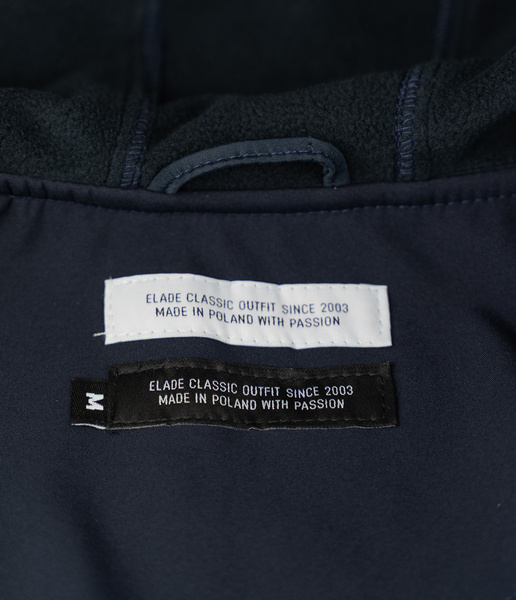 ELADE CLASSIC OUTFIT SINCE 2003
MADE IN POLAND WITH PASSION
ELADE CLASSIC OUTFIT SINCE 2003
MADE IN POLAND WITH PASSION
M